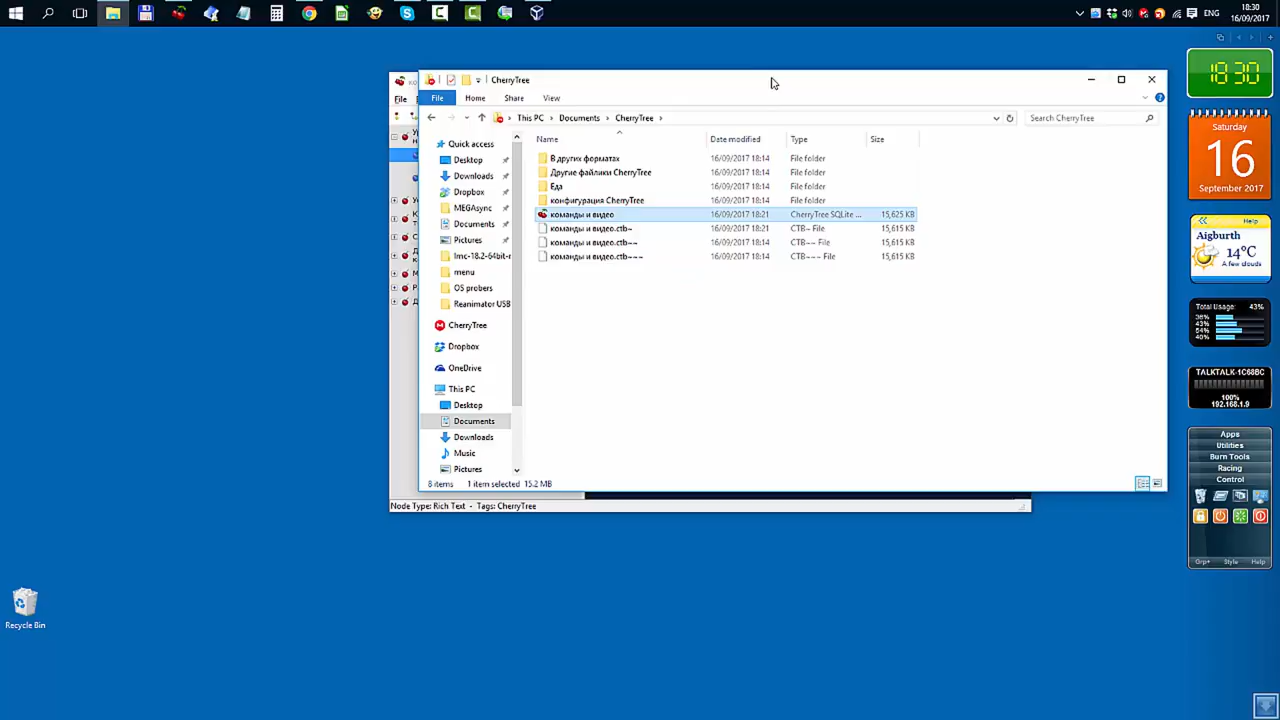 ENG
18:30
16/09/2017
CherryTree
File
Home
Share
View
This PC
Documents
CherryTree
Search CherryTree
Name
Date modified
Type
Size
Quick access
Desktop
Downloads
Dropbox
MEGAsync
Documents
Pictures
lmc-18.2-64bit-r
menu
OS probers
Reanimator USB
CherryTree
Dropbox
OneDrive
This PC
Desktop
Documents
Downloads
Music
Pictures
В других форматах 16/09/2017 18:14 File folder
Другие файлики CherryTree 16/09/2017 18:14 File folder
Еда 16/09/2017 18:14 File folder
конфигурация CherryTree 16/09/2017 18:14 File folder
команды и видео 16/09/2017 18:21 CherryTree SQLite ... 15,625 KB
команды и видео.ctb~ 16/09/2017 18:21 CTB~ File 15,615 KB
команды и видео.ctb~~ 16/09/2017 18:14 CTB~~ File 15,615 KB
команды и видео.ctb~~~ 16/09/2017 18:14 CTB~~~ File 15,615 KB
8 items 1 item selected 15.2 MB
File
Node Type: Rich Text - Tags: CherryTree
Recycle Bin
18 30
Saturday
16
September 2017
Help
Aigburth
14°C
A few clouds
Total Usage: 43%
TALKTALK-1C68BC
100%
192.168.1.9
Apps
Utilities
Burn Tools
Racing
Control
Grp+ Style Help